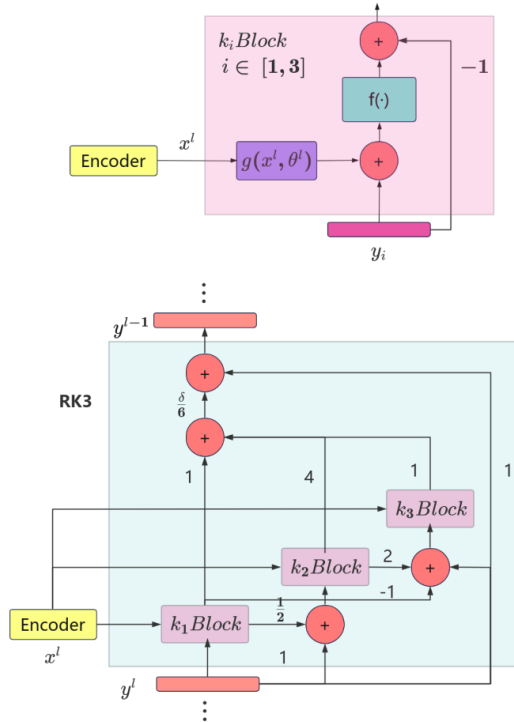 kᵢBlock
i ∈ [1, 3]
+
−1
f(·)
xˡ
Encoder
g(xˡ, θˡ)
+
yᵢ
⋮
yˡ⁻¹
RK3
+
δ/6
+
1
4
1
1
k₃Block
k₂Block
2
+
-1
Encoder
k₁Block
1/2
+
xˡ
1
yˡ
⋮